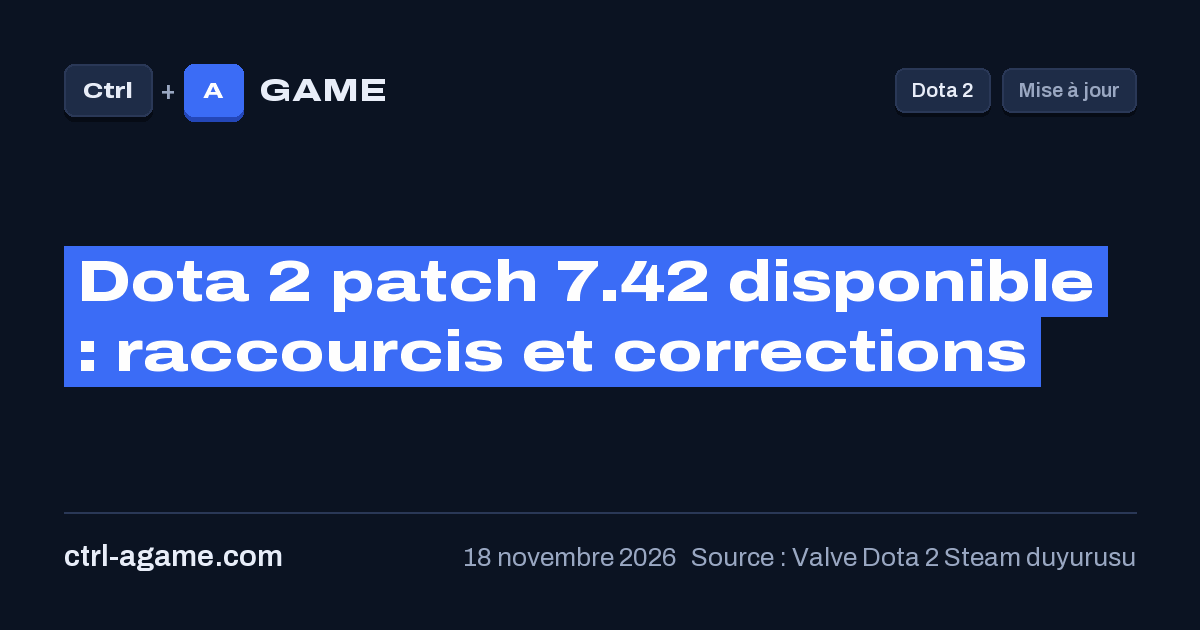 Ctrl + A GAME
Dota 2 Mise à jour
Dota 2 patch 7.42 disponible
: raccourcis et corrections
ctrl-agame.com
18 novembre 2026 Source : Valve Dota 2 Steam duyurusu